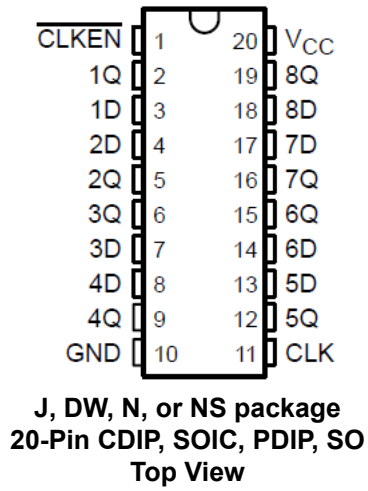 CLKEN 1 20 VCC
1Q 2 19 8Q
1D 3 18 8D
2D 4 17 7D
2Q 5 16 7Q
3Q 6 15 6Q
3D 7 14 6D
4D 8 13 5D
4Q 9 12 5Q
GND 10 11 CLK
J, DW, N, or NS package
20-Pin CDIP, SOIC, PDIP, SO
Top View